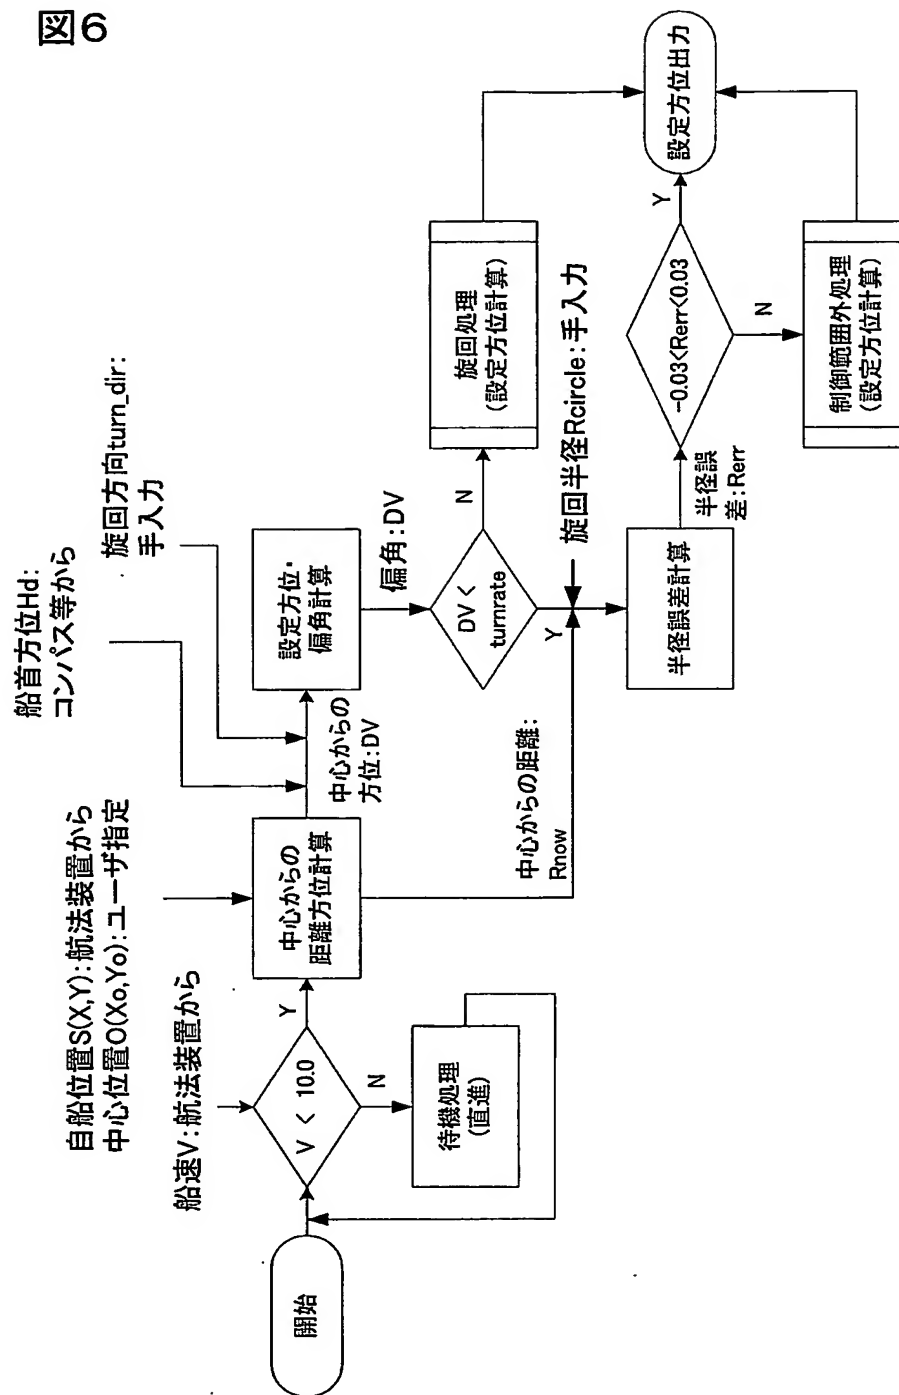 図6
開始
船速V:航法装置から
V < 10.0
Y
N
待機処理
(直進)
自船位置S(X,Y):航法装置から
中心位置O(Xo,Yo):ユーザ指定
中心からの
距離方位計算
船首方位Hd:
コンパス等から
旋回方向turn_dir:
手入力
中心からの
方位:DV
設定方位・
偏角計算
偏角:DV
DV <
turnrate
N
Y
旋回処理
(設定方位計算)
中心からの距離:
Rnow
旋回半径Rcircle:手入力
半径誤差計算
半径誤
差:Rerr
-0.03<Rerr<0.03
Y
N
制御範囲外処理
(設定方位計算)
設定方位出力